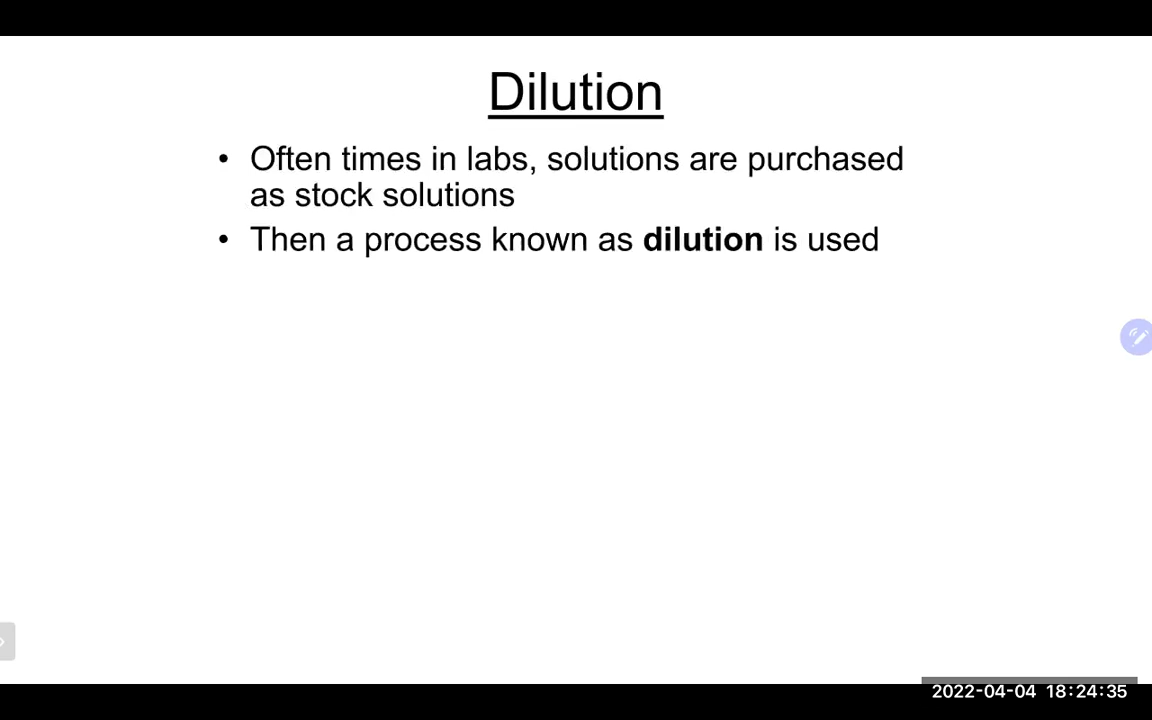 Dilution
• Often times in labs, solutions are purchased
as stock solutions
• Then a process known as dilution is used
2022-04-04 18:24:35